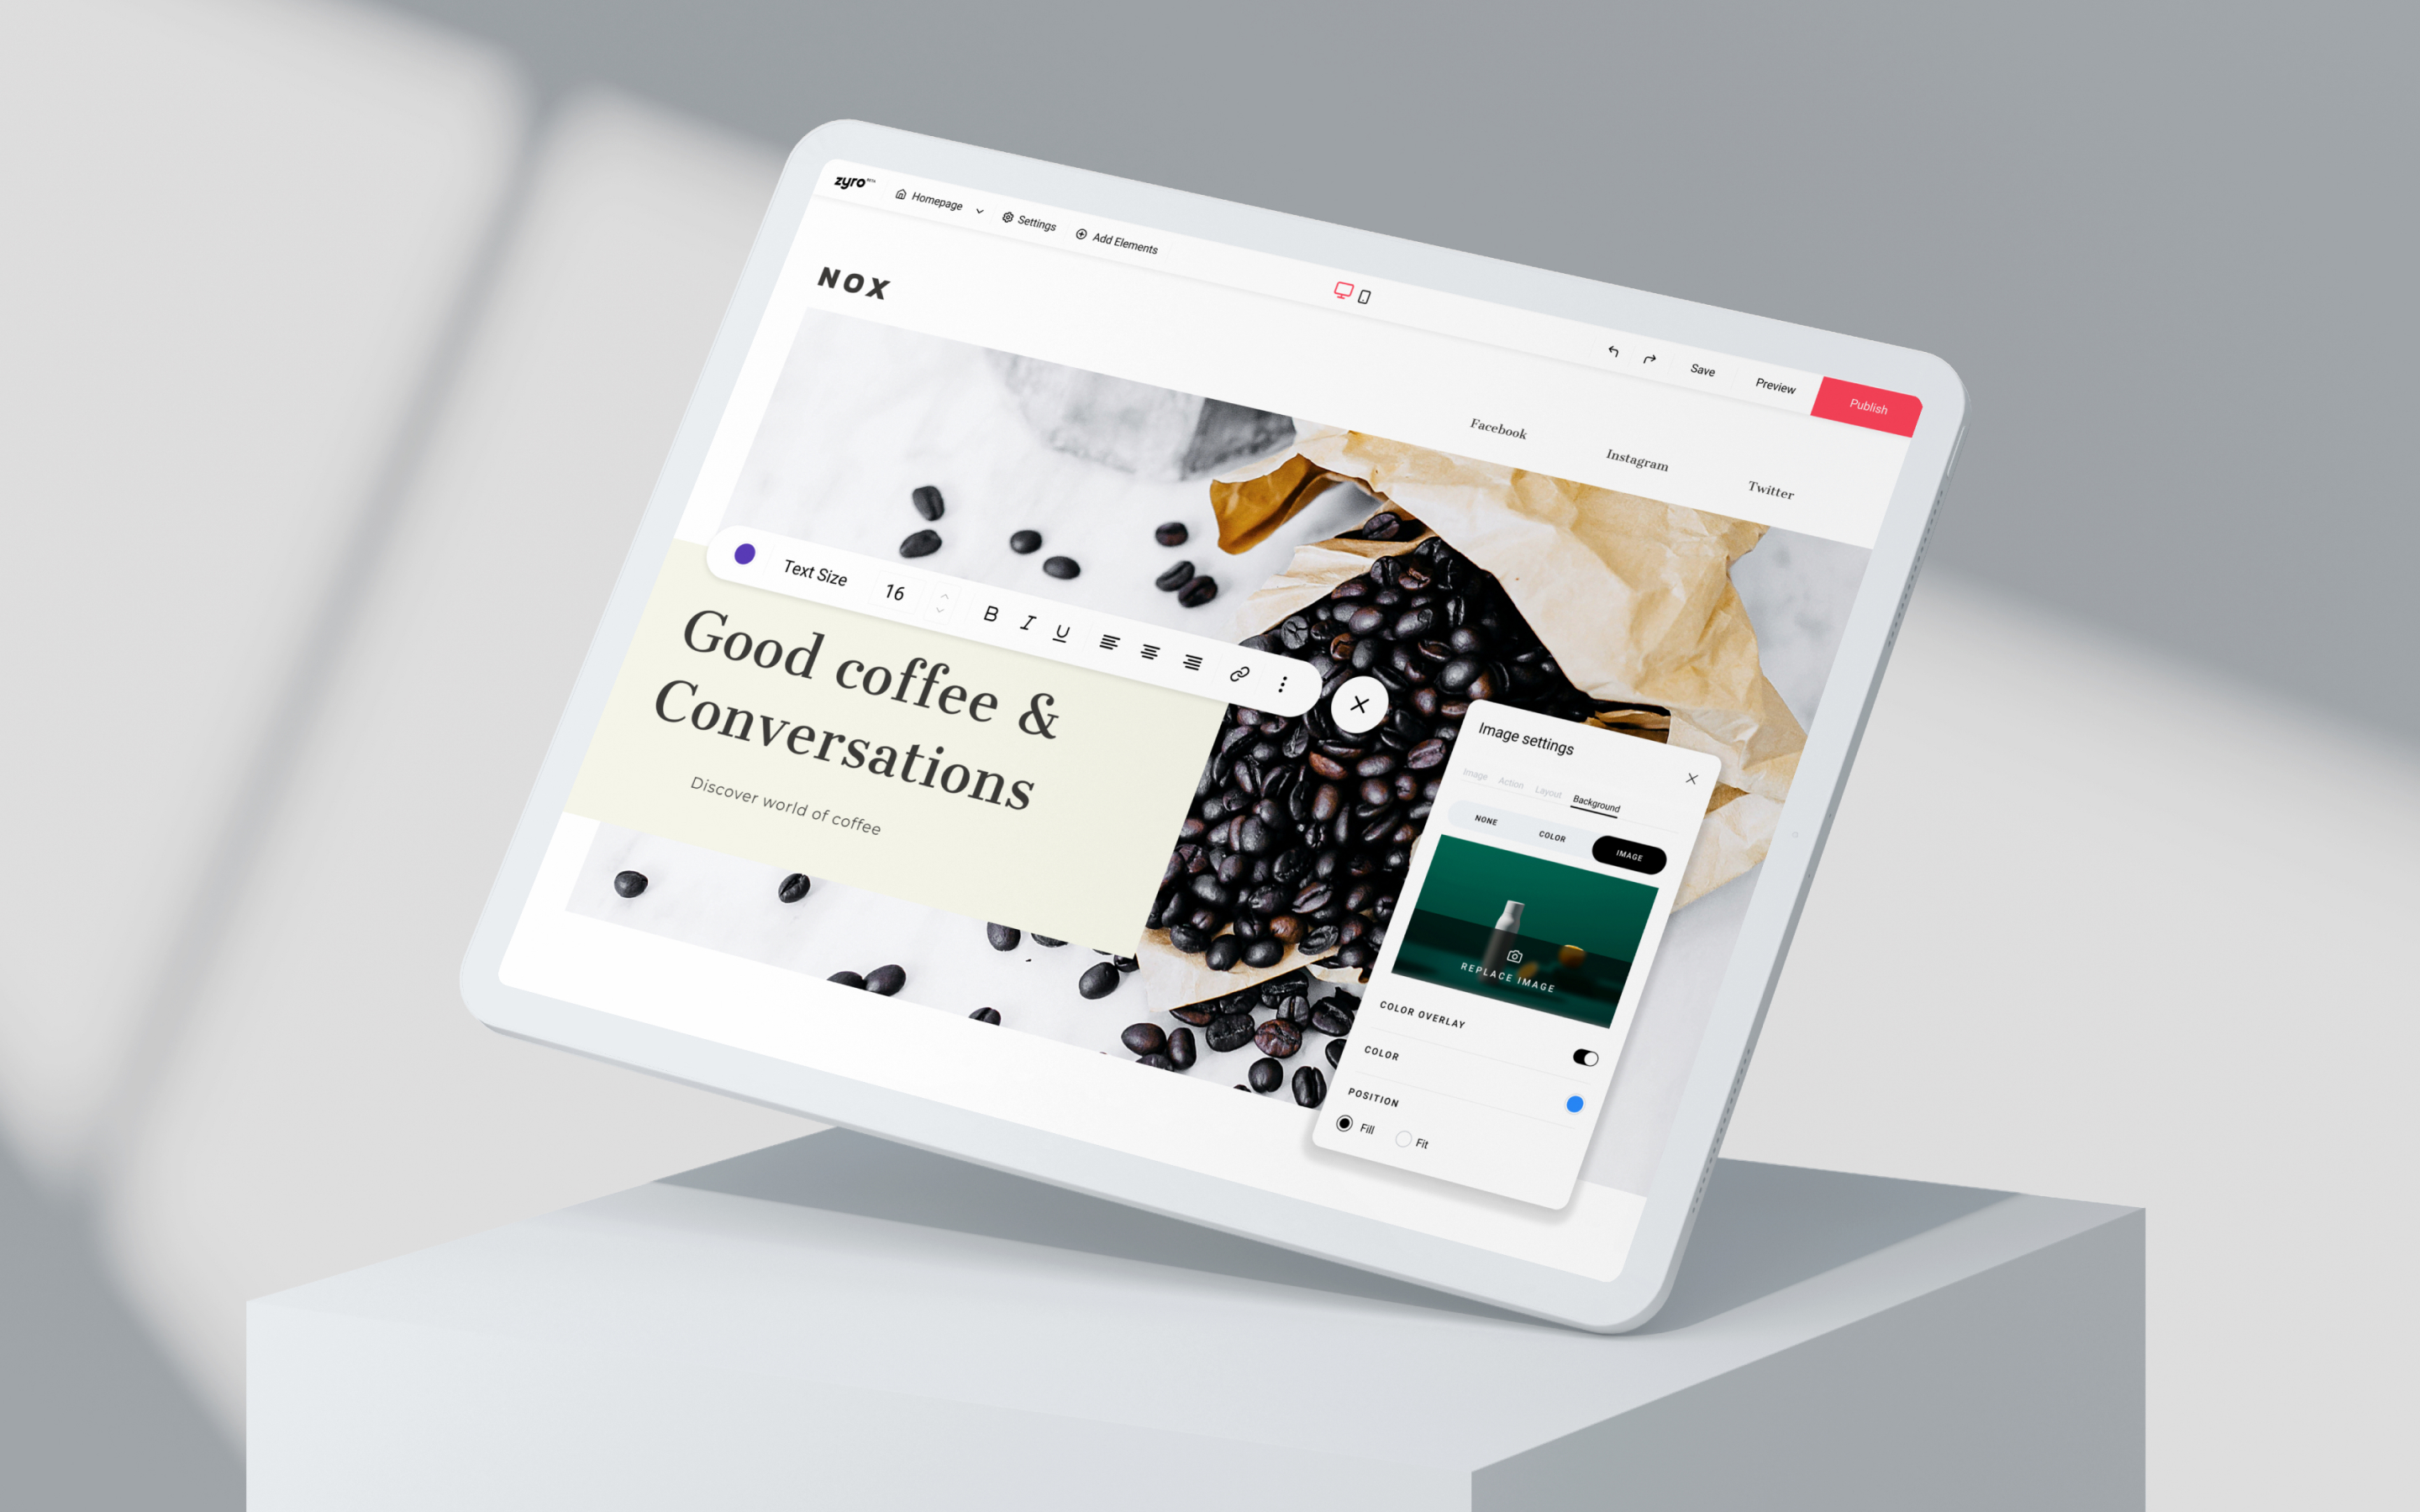 zyro BETA
Homepage
Settings
Add Elements
Save
Preview
Publish
NOX
Facebook
Instagram
Twitter
Text Size
16
B I U
Good coffee &
Conversations
Discover world of coffee
Image settings
Image Action Layout Background
NONE COLOR IMAGE
REPLACE IMAGE
COLOR OVERLAY
COLOR
POSITION
Fill Fit